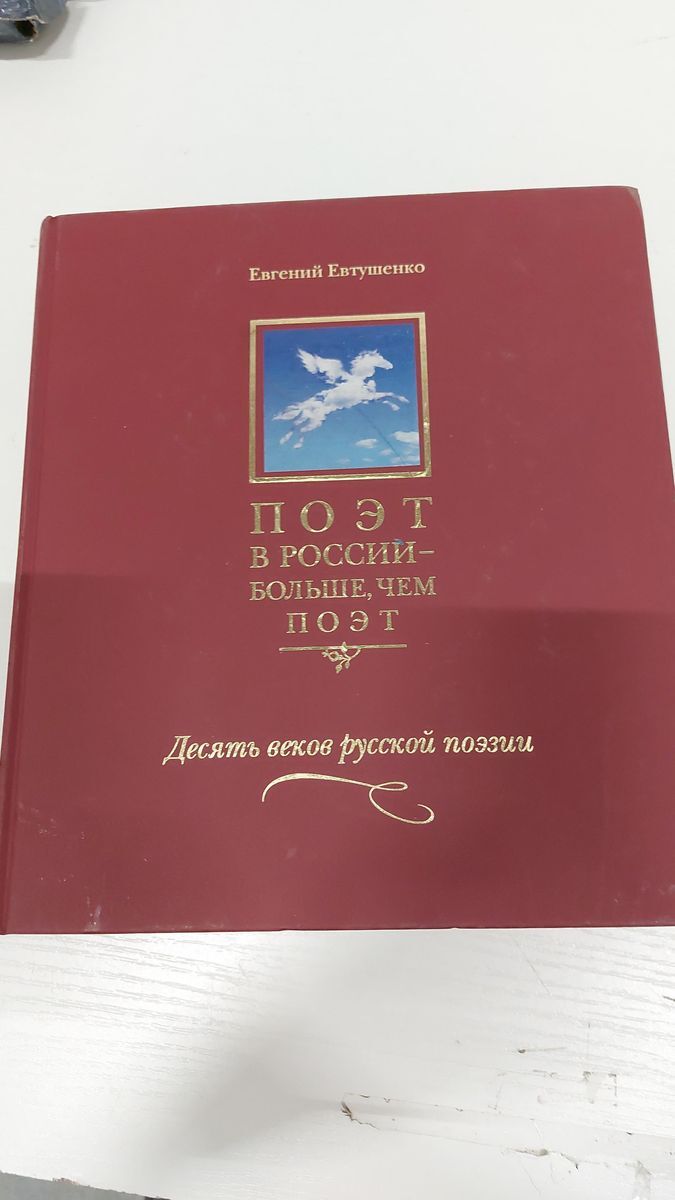 Евгений Евтушенко
ПОЭТ
В РОССИИ –
БОЛЬШЕ, ЧЕМ
ПОЭТ
Десять веков русской поэзии